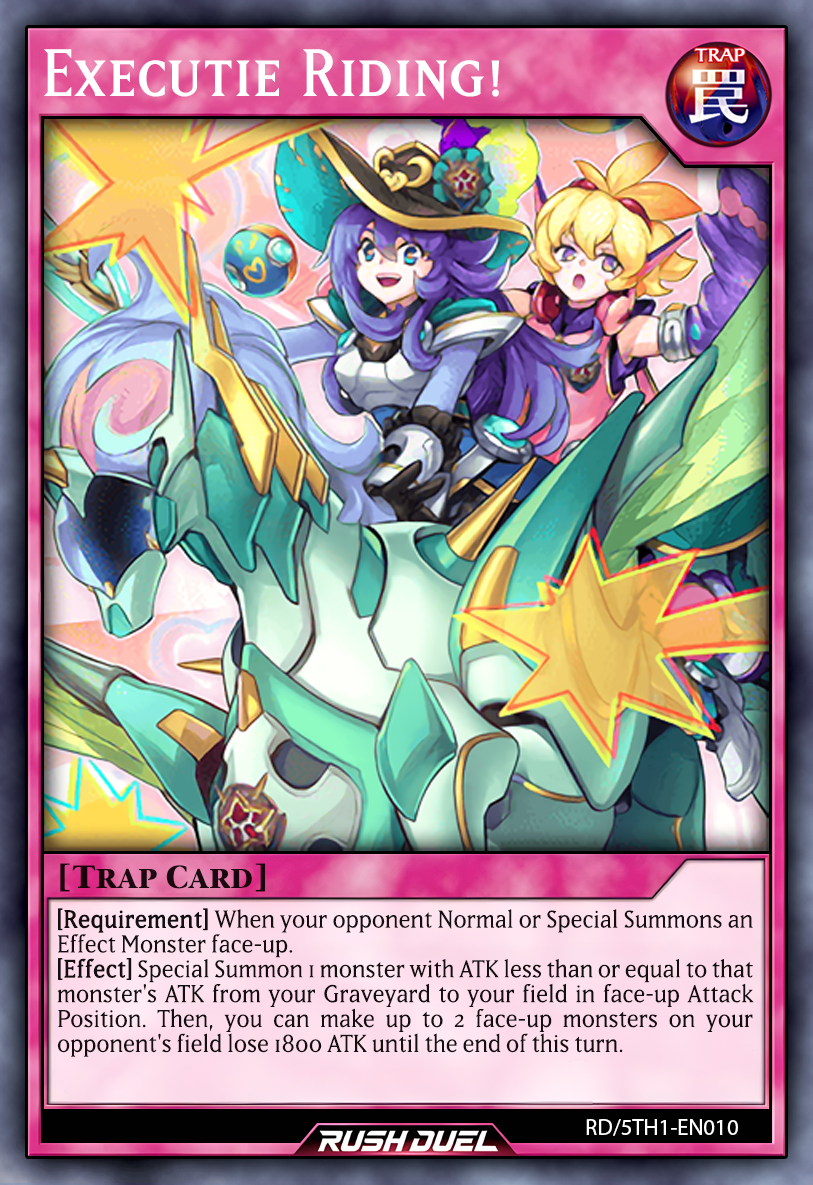 Executie Riding!
TRAP
罠
[Trap Card]
[Requirement] When your opponent Normal or Special Summons an
Effect Monster face-up.
[Effect] Special Summon 1 monster with ATK less than or equal to that
monster's ATK from your Graveyard to your field in face-up Attack
Position. Then, you can make up to 2 face-up monsters on your
opponent's field lose 1800 ATK until the end of this turn.
RD/5TH1-EN010
RUSH DUEL